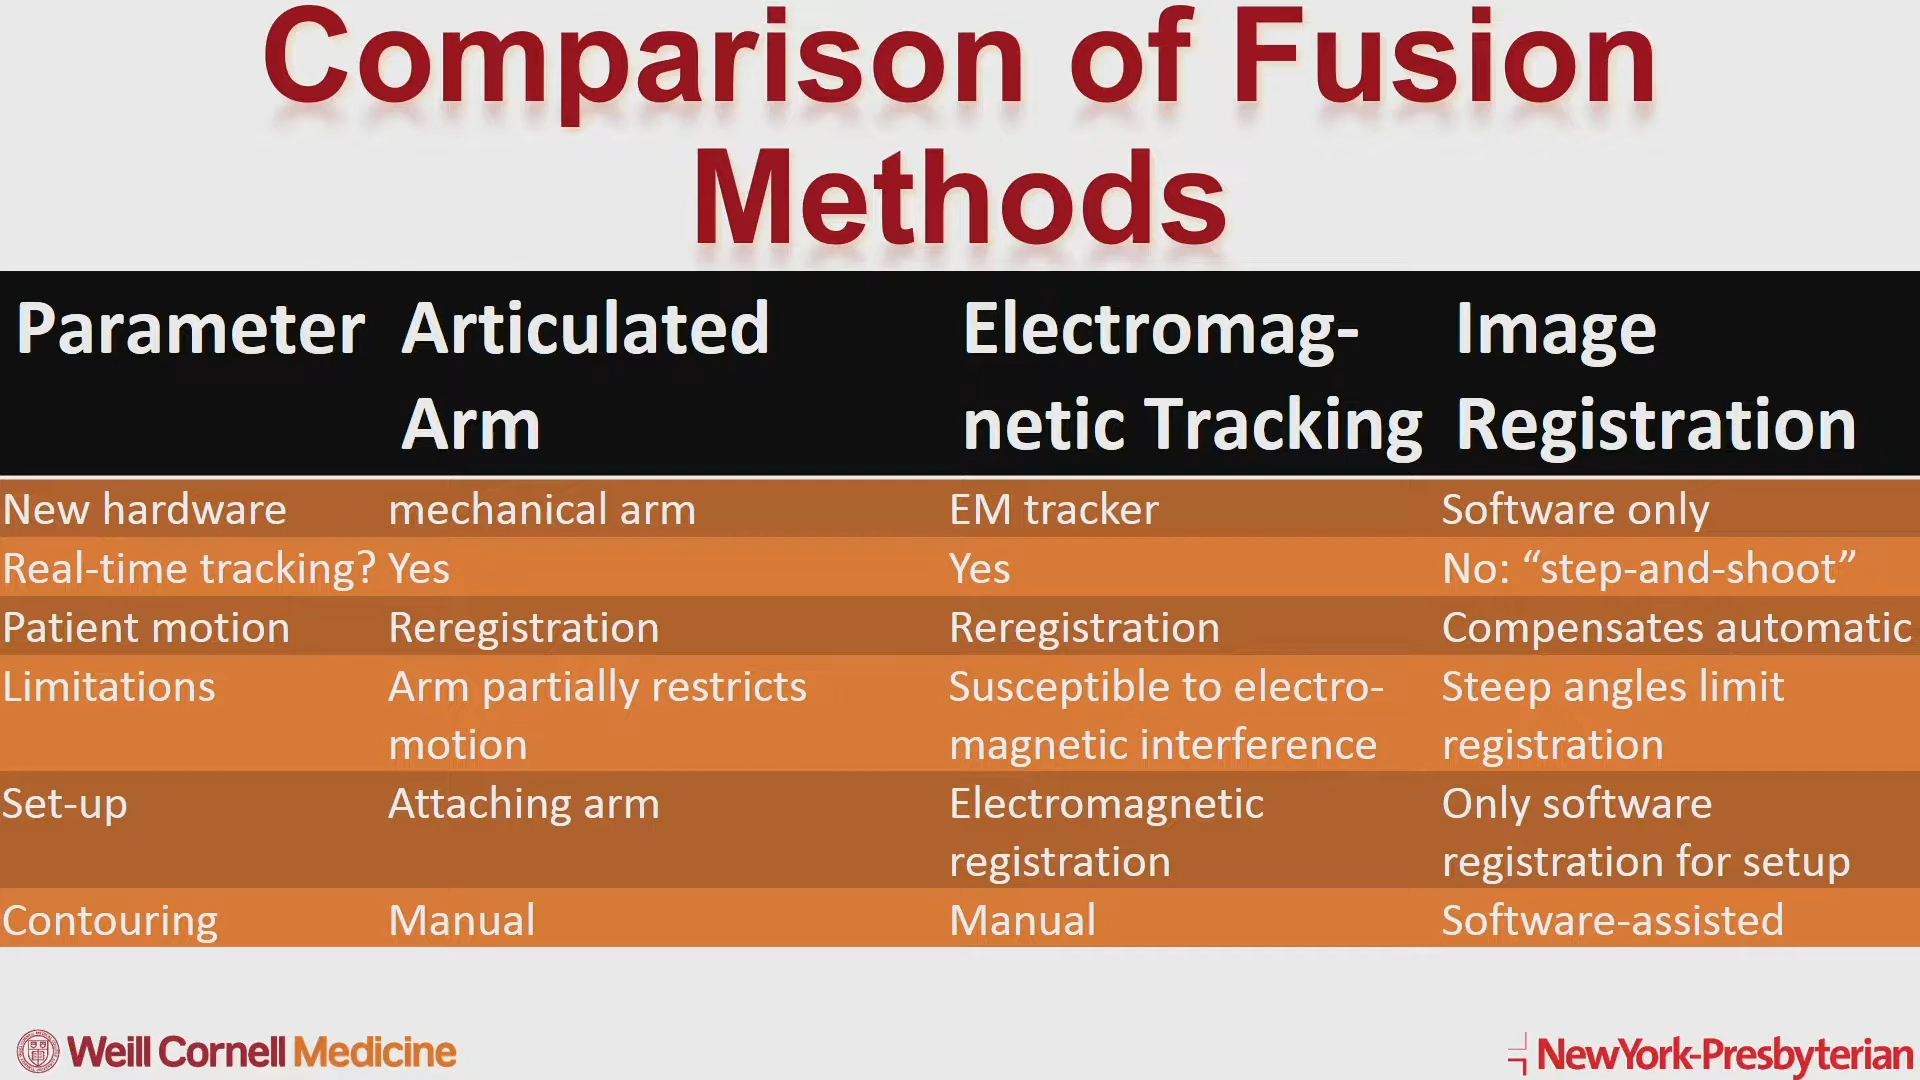 Comparison of Fusion
Methods
Parameter Articulated Arm Electromag-netic Tracking Image Registration
New hardware mechanical arm EM tracker Software only
Real-time tracking? Yes Yes No: “step-and-shoot”
Patient motion Reregistration Reregistration Compensates automatic
Limitations Arm partially restricts motion Susceptible to electro-magnetic interference Steep angles limit registration
Set-up Attaching arm Electromagnetic registration Only software registration for setup
Contouring Manual Manual Software-assisted
Weill Cornell Medicine
NewYork-Presbyterian